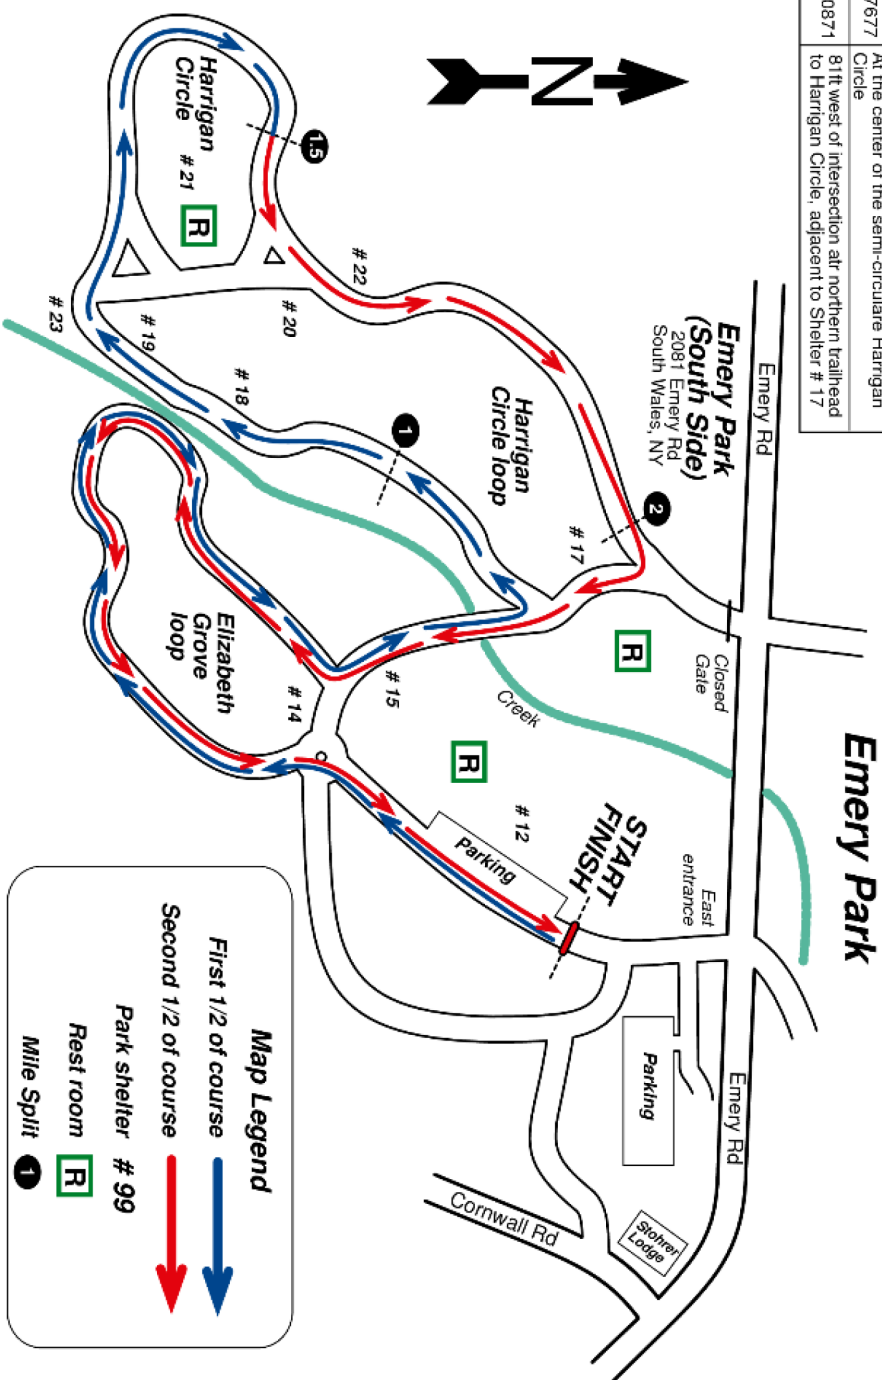 7677
At the center of the semi-circulare Harrigan
Circle
0871
81ft west of intersection atr northern trailhead
to Harrigan Circle, adjacent to Shelter # 17
Emery Park
Emery Park
(South Side)
2081 Emery Rd
South Wales, NY
Emery Rd
Closed
Gate
East
entrance
Emery Rd
N
1.5
Harrigan
Circle
# 21
R
# 22
# 20
# 19
# 23
# 18
1
Harrigan
Circle loop
2
# 17
R
Creek
# 15
# 14
R
# 12
Elizabeth
Grove
loop
START
FINISH
Parking
Parking
Stohrer
Lodge
Cornwall Rd
Map Legend
First 1/2 of course
Second 1/2 of course
Park shelter # 99
Rest room R
Mile Split 1